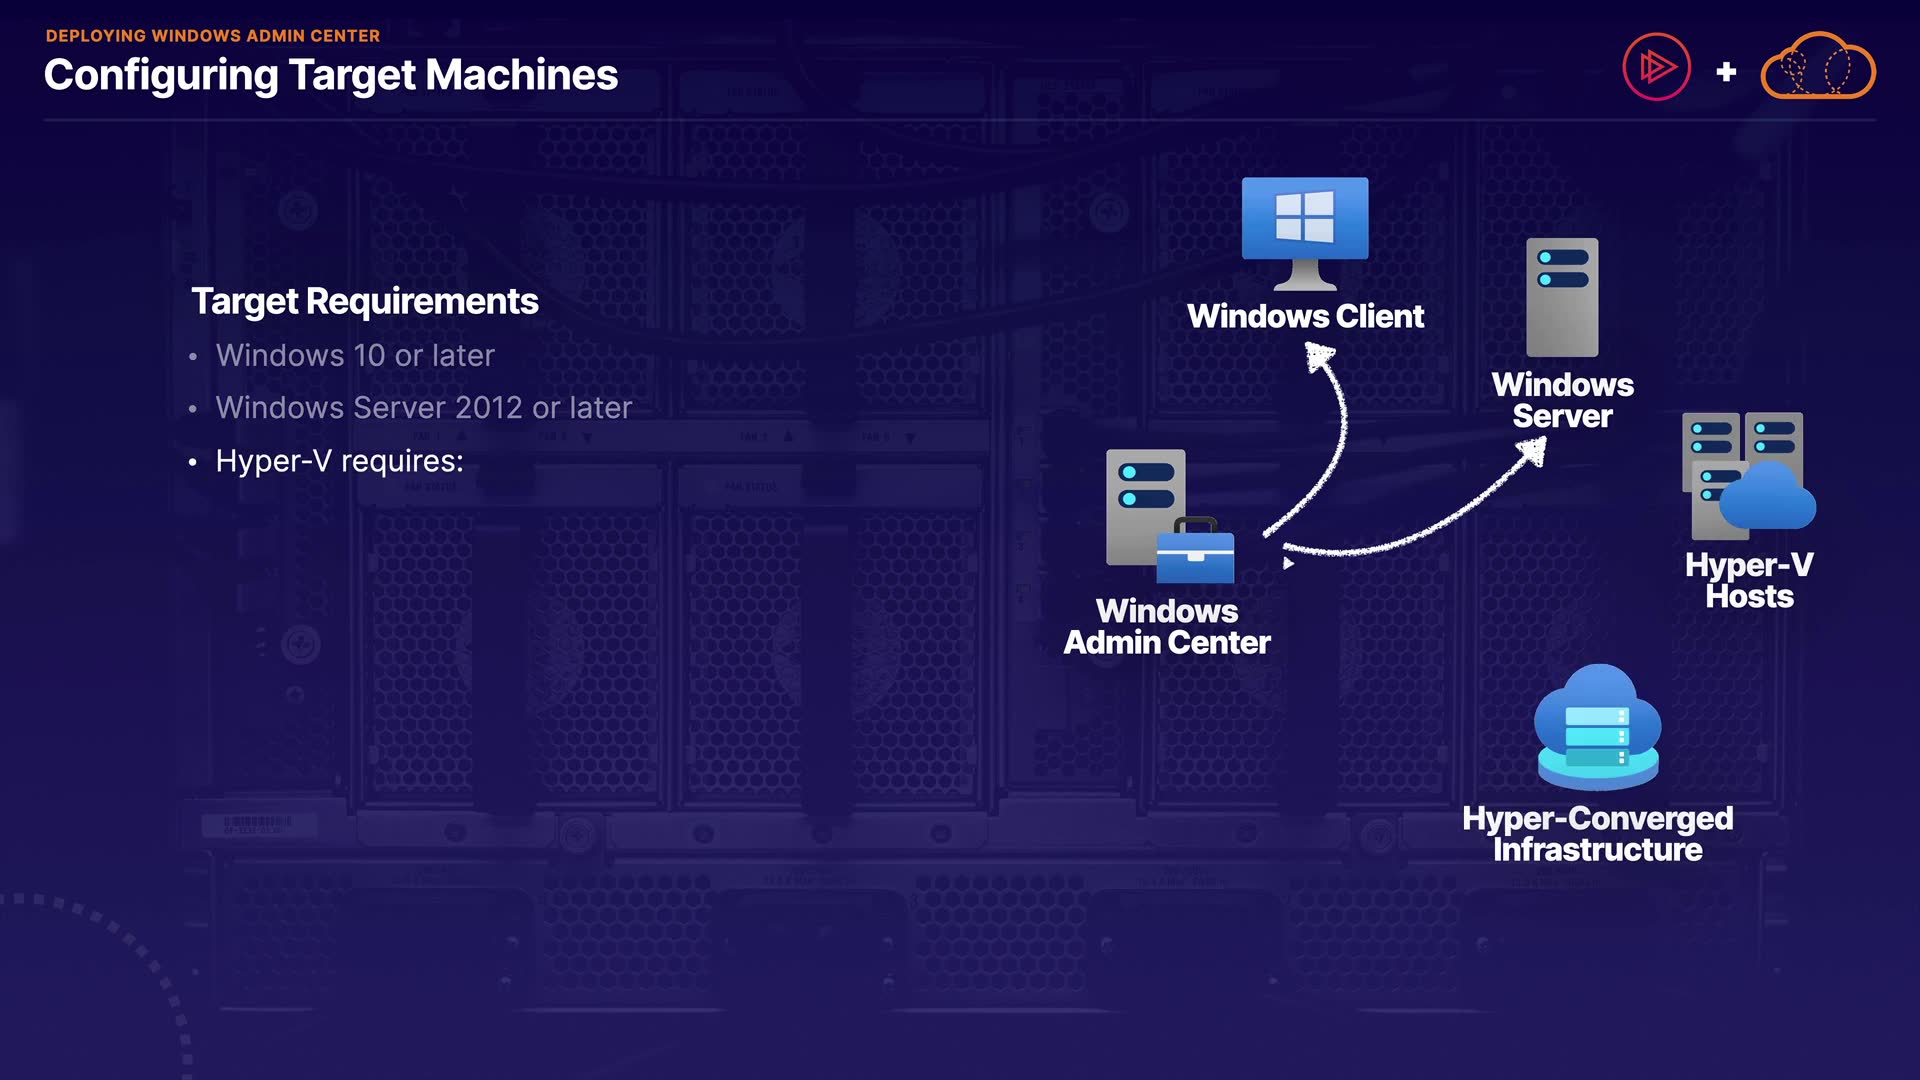 DEPLOYING WINDOWS ADMIN CENTER
Configuring Target Machines
Target Requirements
• Windows 10 or later
• Windows Server 2012 or later
• Hyper-V requires:
Windows Client
Windows
Server
Hyper-V
Hosts
Windows
Admin Center
Hyper-Converged
Infrastructure